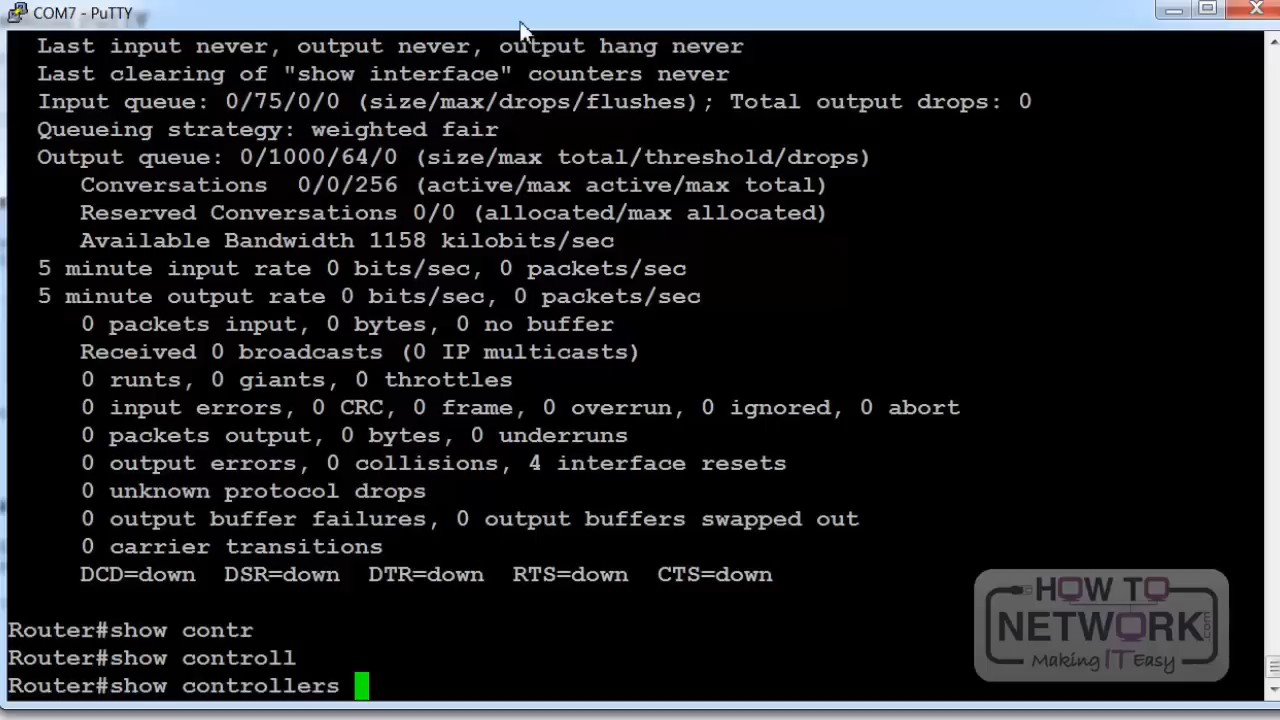 COM7 - PuTTY
Last input never, output never, output hang never
Last clearing of "show interface" counters never
Input queue: 0/75/0/0 (size/max/drops/flushes); Total output drops: 0
Queueing strategy: weighted fair
Output queue: 0/1000/64/0 (size/max total/threshold/drops)
Conversations 0/0/256 (active/max active/max total)
Reserved Conversations 0/0 (allocated/max allocated)
Available Bandwidth 1158 kilobits/sec
5 minute input rate 0 bits/sec, 0 packets/sec
5 minute output rate 0 bits/sec, 0 packets/sec
0 packets input, 0 bytes, 0 no buffer
Received 0 broadcasts (0 IP multicasts)
0 runts, 0 giants, 0 throttles
0 input errors, 0 CRC, 0 frame, 0 overrun, 0 ignored, 0 abort
0 packets output, 0 bytes, 0 underruns
0 output errors, 0 collisions, 4 interface resets
0 unknown protocol drops
0 output buffer failures, 0 output buffers swapped out
0 carrier transitions
DCD=down DSR=down DTR=down RTS=down CTS=down
Router#show contr
Router#show controll
Router#show controllers
HOW TO
NETWORK.com
Making IT Easy